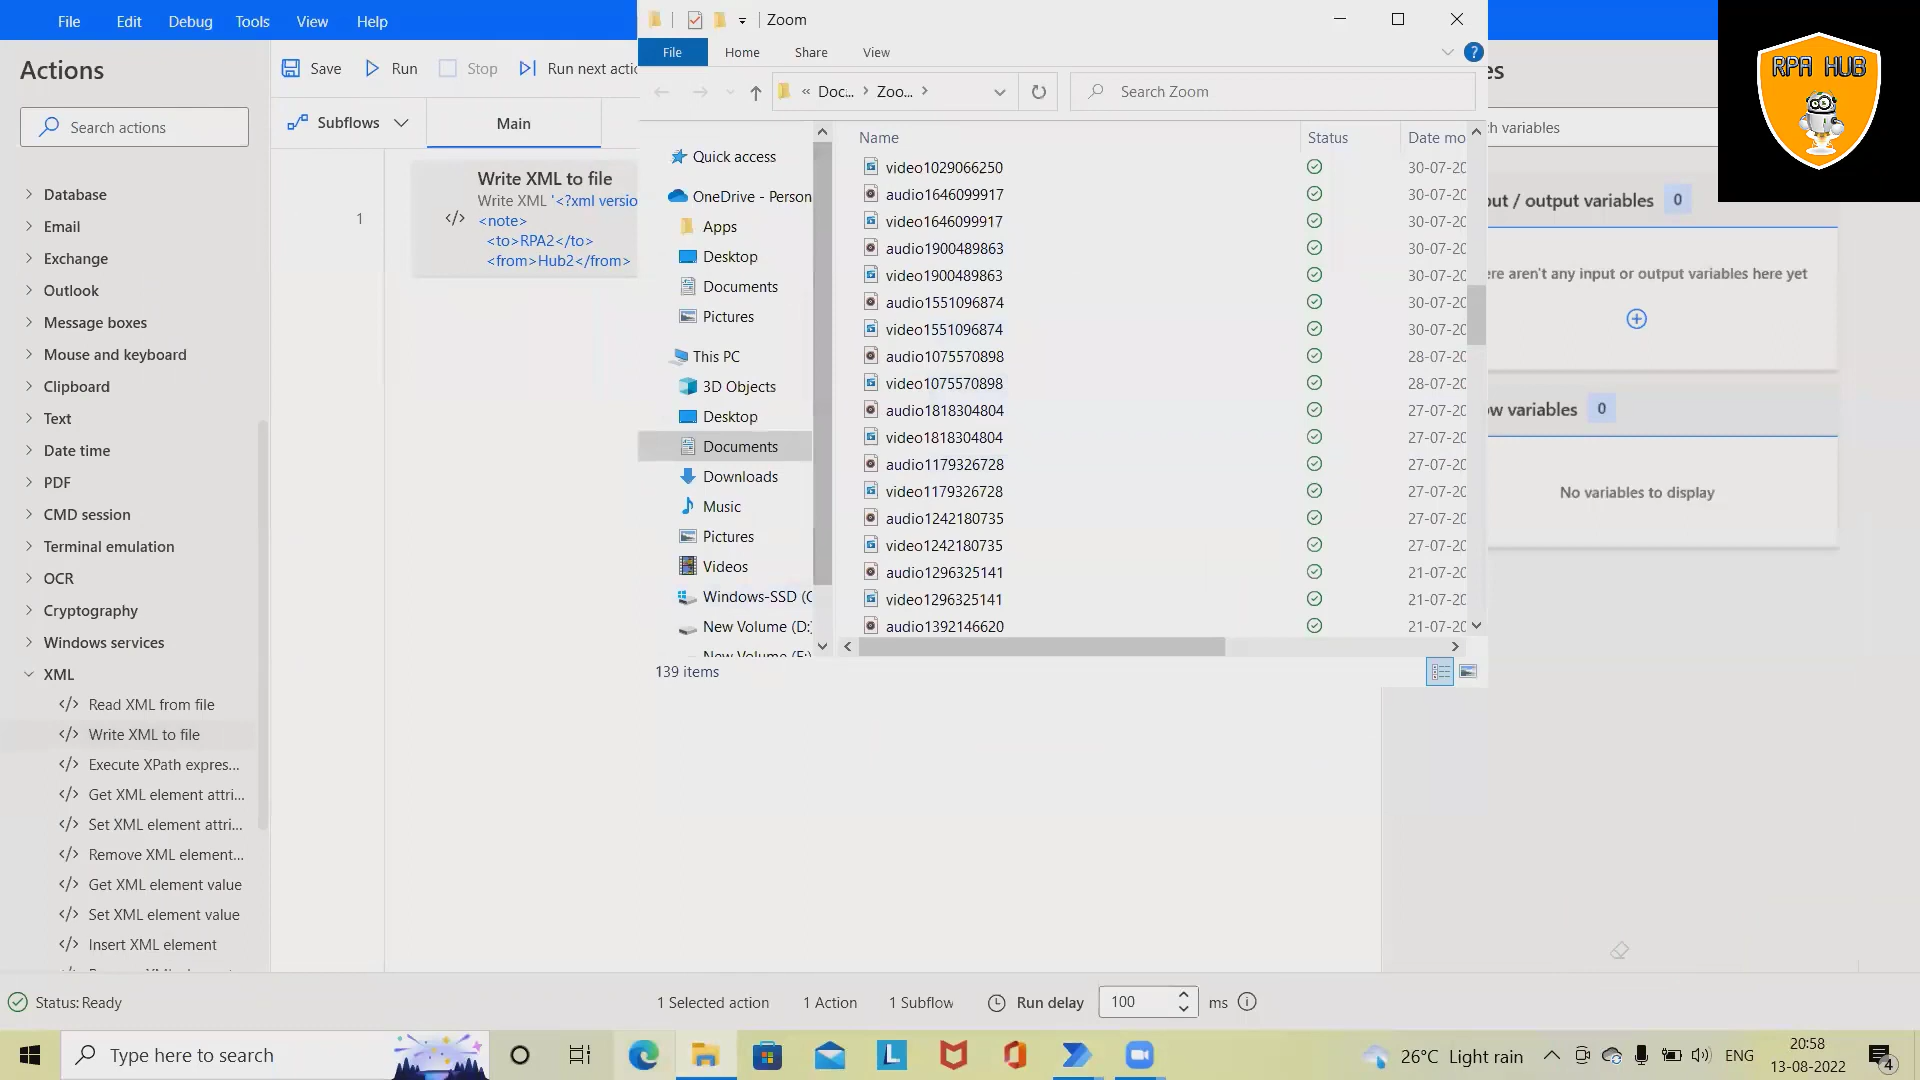 File Edit Debug Tools View Help
Actions
Search actions
Database
Email
Exchange
Outlook
Message boxes
Mouse and keyboard
Clipboard
Text
Date time
PDF
CMD session
Terminal emulation
OCR
Cryptography
Windows services
XML
Read XML from file
Write XML to file
Execute XPath expres...
Get XML element attri...
Set XML element attri...
Remove XML element...
Get XML element value
Set XML element value
Insert XML element
Save Run Stop Run next actio
Subflows Main
1
Write XML to file
Write XML '<?xml versio
<note>
<to>RPA2</to>
<from>Hub2</from>
Zoom
File Home Share View
« Doc... Zoo...
Search Zoom
Quick access
OneDrive - Person
Apps
Desktop
Documents
Pictures
This PC
3D Objects
Desktop
Documents
Downloads
Music
Pictures
Videos
Windows-SSD (C
New Volume (D:)
New Volume (E:)
Name Status Date mo
video1029066250 30-07-20
audio1646099917 30-07-20
video1646099917 30-07-20
audio1900489863 30-07-20
video1900489863 30-07-20
audio1551096874 30-07-20
video1551096874 30-07-20
audio1075570898 28-07-20
video1075570898 28-07-20
audio1818304804 27-07-20
video1818304804 27-07-20
audio1179326728 27-07-20
video1179326728 27-07-20
audio1242180735 27-07-20
video1242180735 27-07-20
audio1296325141 21-07-20
video1296325141 21-07-20
audio1392146620 21-07-20
139 items
es
RPA HUB
ch variables
put / output variables 0
ere aren't any input or output variables here yet
ow variables 0
No variables to display
Status: Ready 1 Selected action 1 Action 1 Subflow Run delay 100 ms
Type here to search
26°C Light rain
ENG
20:58
13-08-2022
4